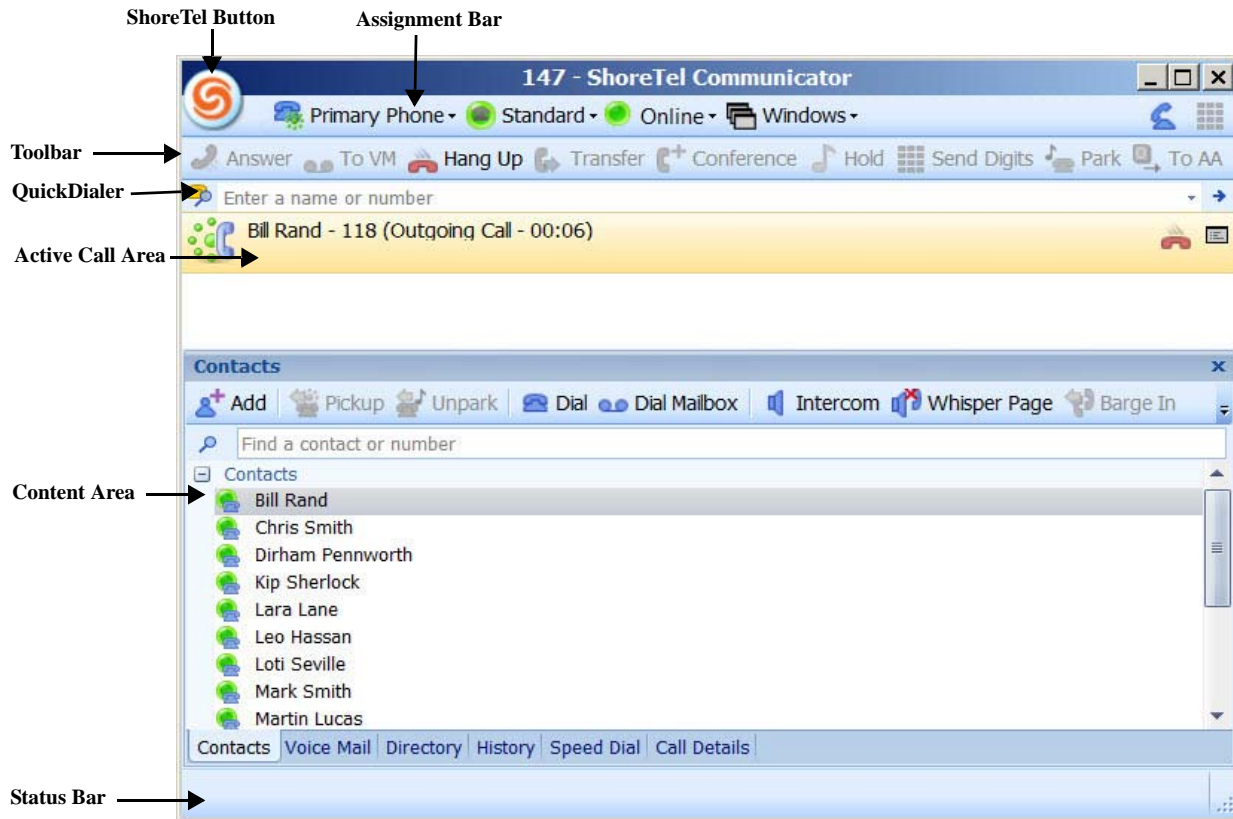 ShoreTel Button
Assignment Bar
147 - ShoreTel Communicator
Primary Phone Standard Online Windows
Toolbar
Answer To VM Hang Up Transfer Conference Hold Send Digits Park To AA
QuickDialer
Enter a name or number
Bill Rand - 118 (Outgoing Call - 00:06)
Active Call Area
Contacts
Add Pickup Unpark Dial Dial Mailbox Intercom Whisper Page Barge In
Find a contact or number
Contacts
Content Area
Bill Rand
Chris Smith
Dirham Pennworth
Kip Sherlock
Lara Lane
Leo Hassan
Loti Seville
Mark Smith
Martin Lucas
Contacts Voice Mail Directory History Speed Dial Call Details
Status Bar